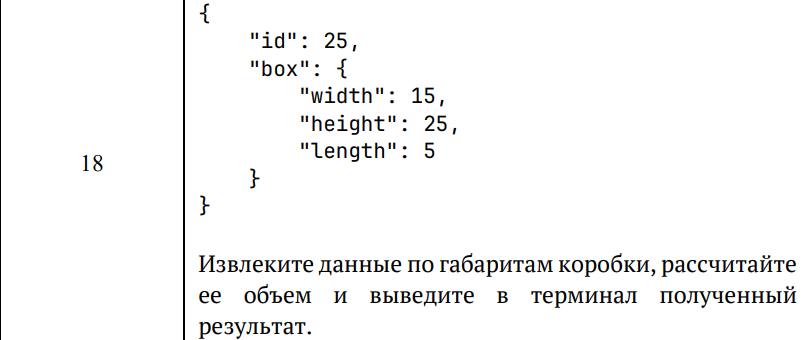 {
    "id": 25,
    "box": {
        "width": 15,
        "height": 25,
        "length": 5
    }
}
18
Извлеките данные по габаритам коробки, рассчитайте
ее объем и выведите в терминал полученный
результат.